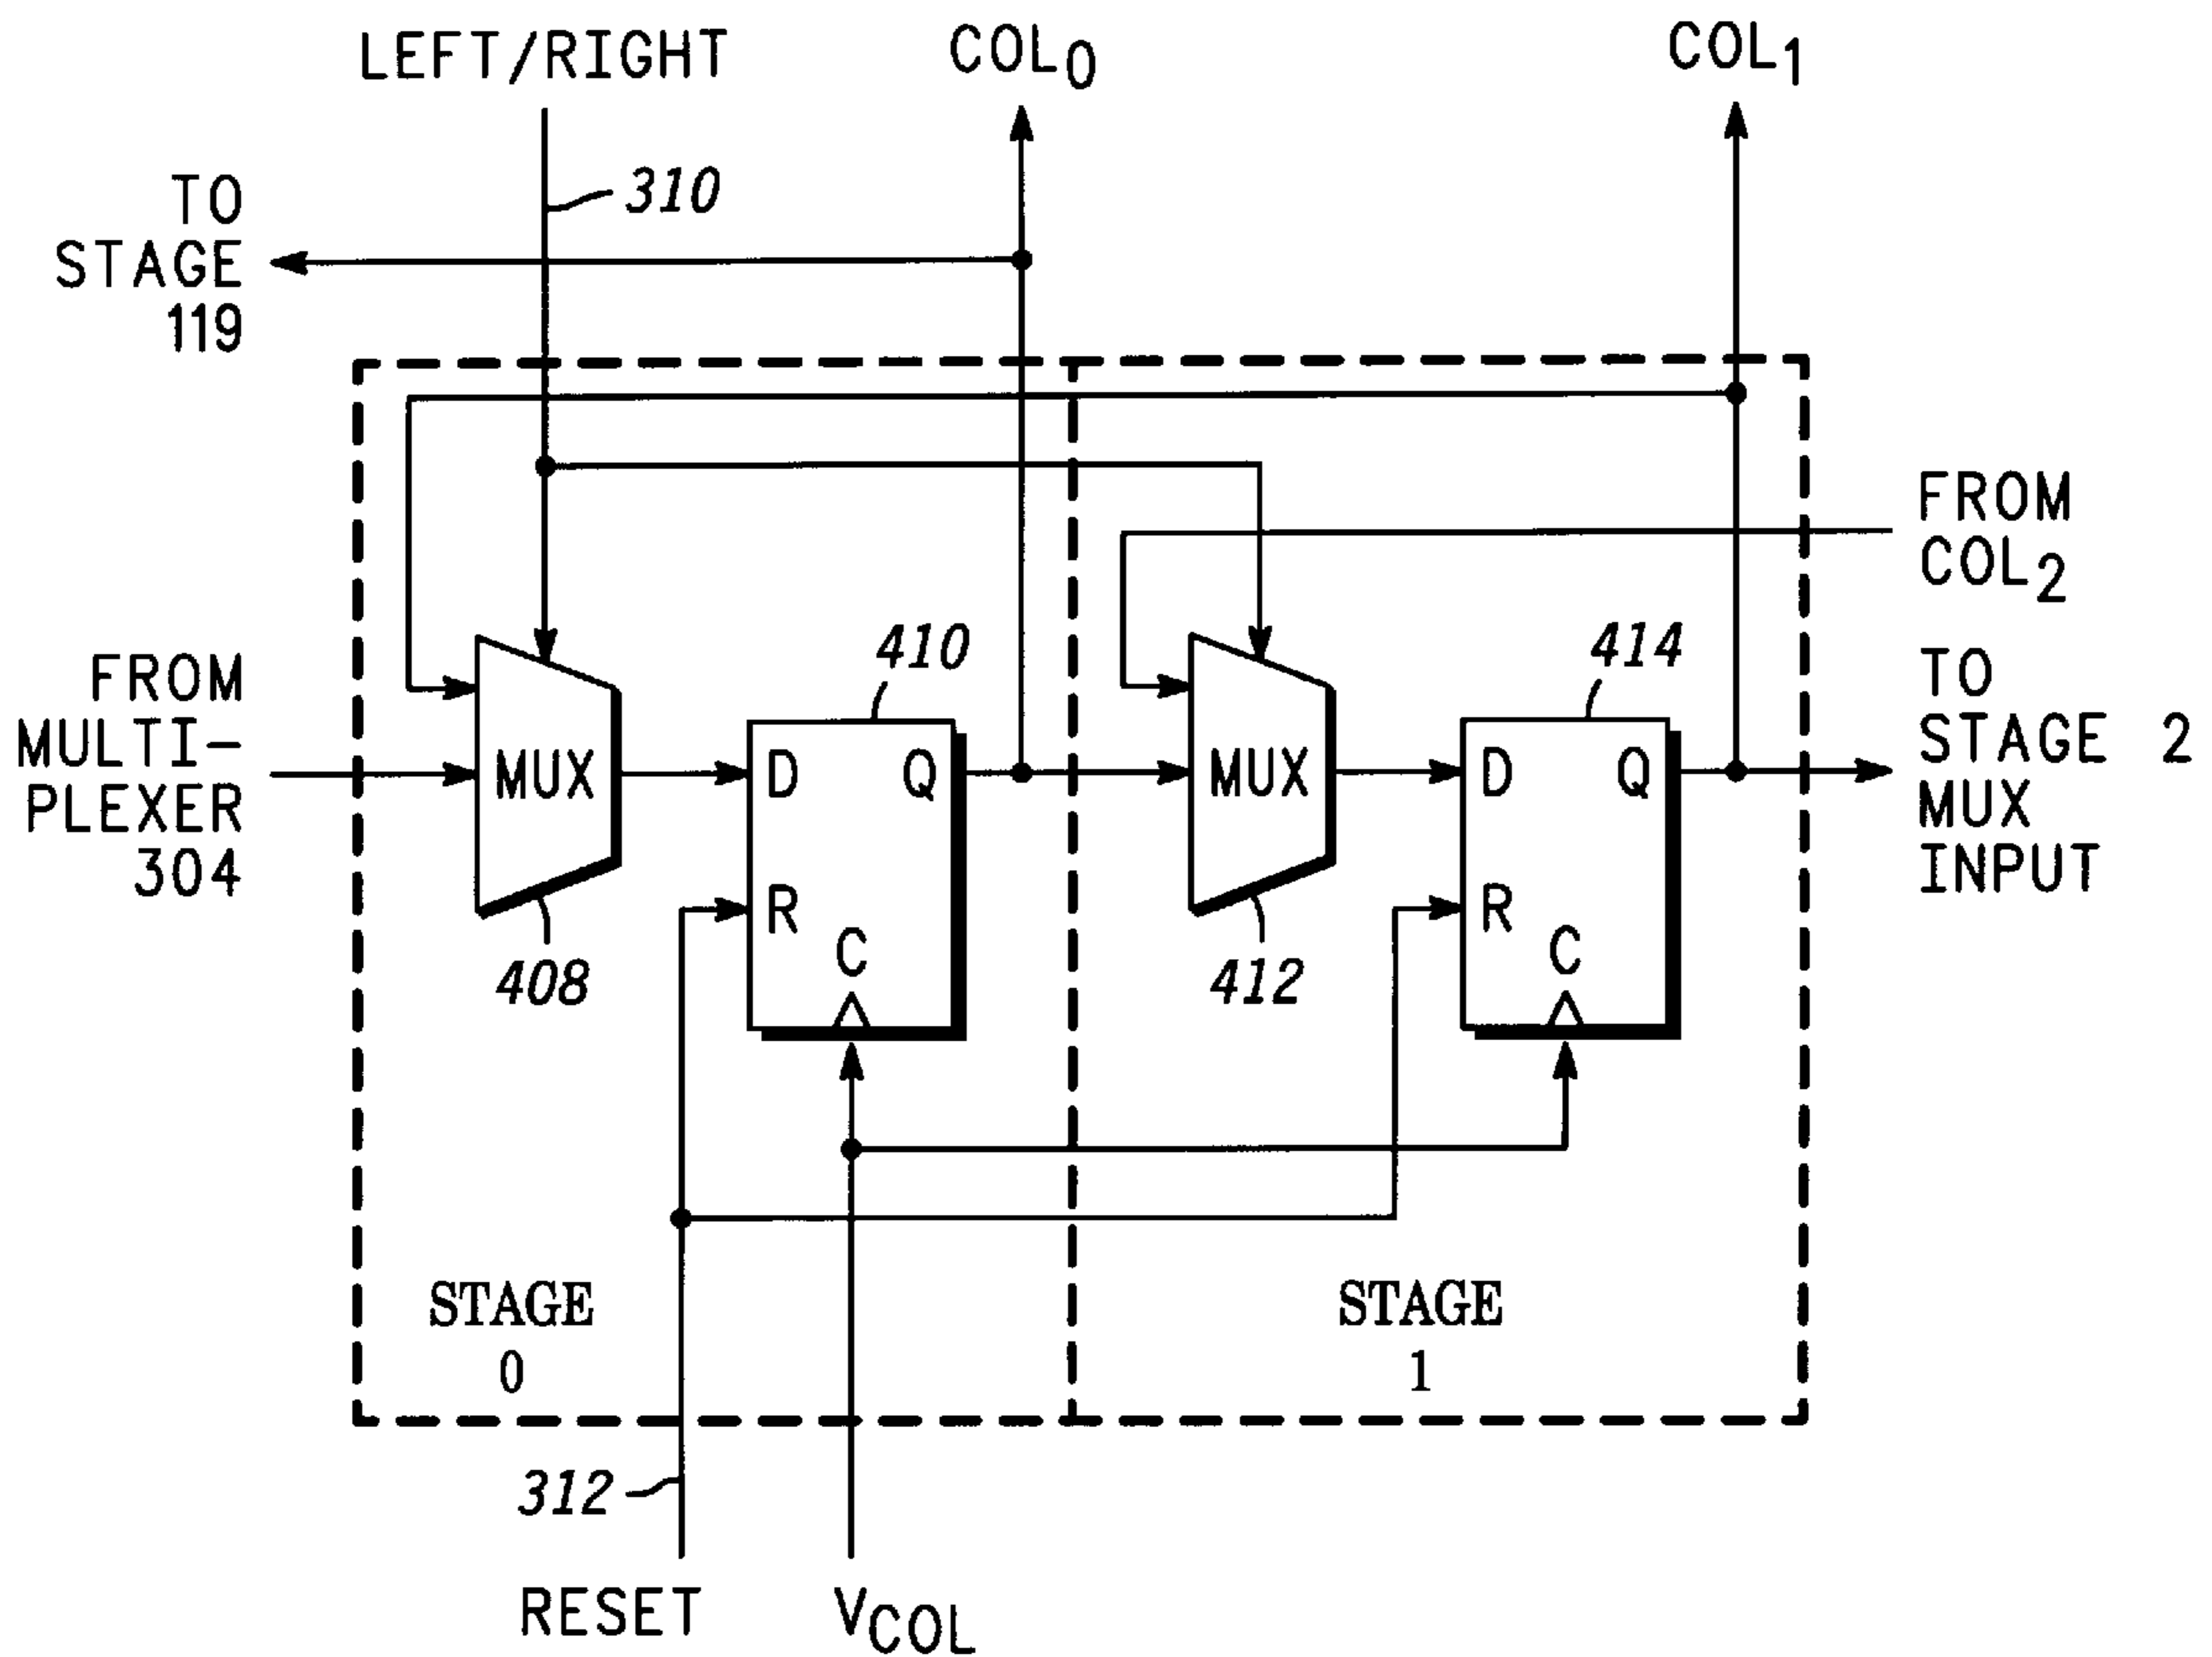 LEFT/RIGHT
COL0
COL1
310
TO
STAGE
119
FROM
COL2
FROM
MULTI-
PLEXER
304
MUX
408
410
D
Q
R
C
MUX
412
414
D
Q
R
C
TO
STAGE 2
MUX
INPUT
STAGE
0
STAGE
1
312
RESET
VCOL